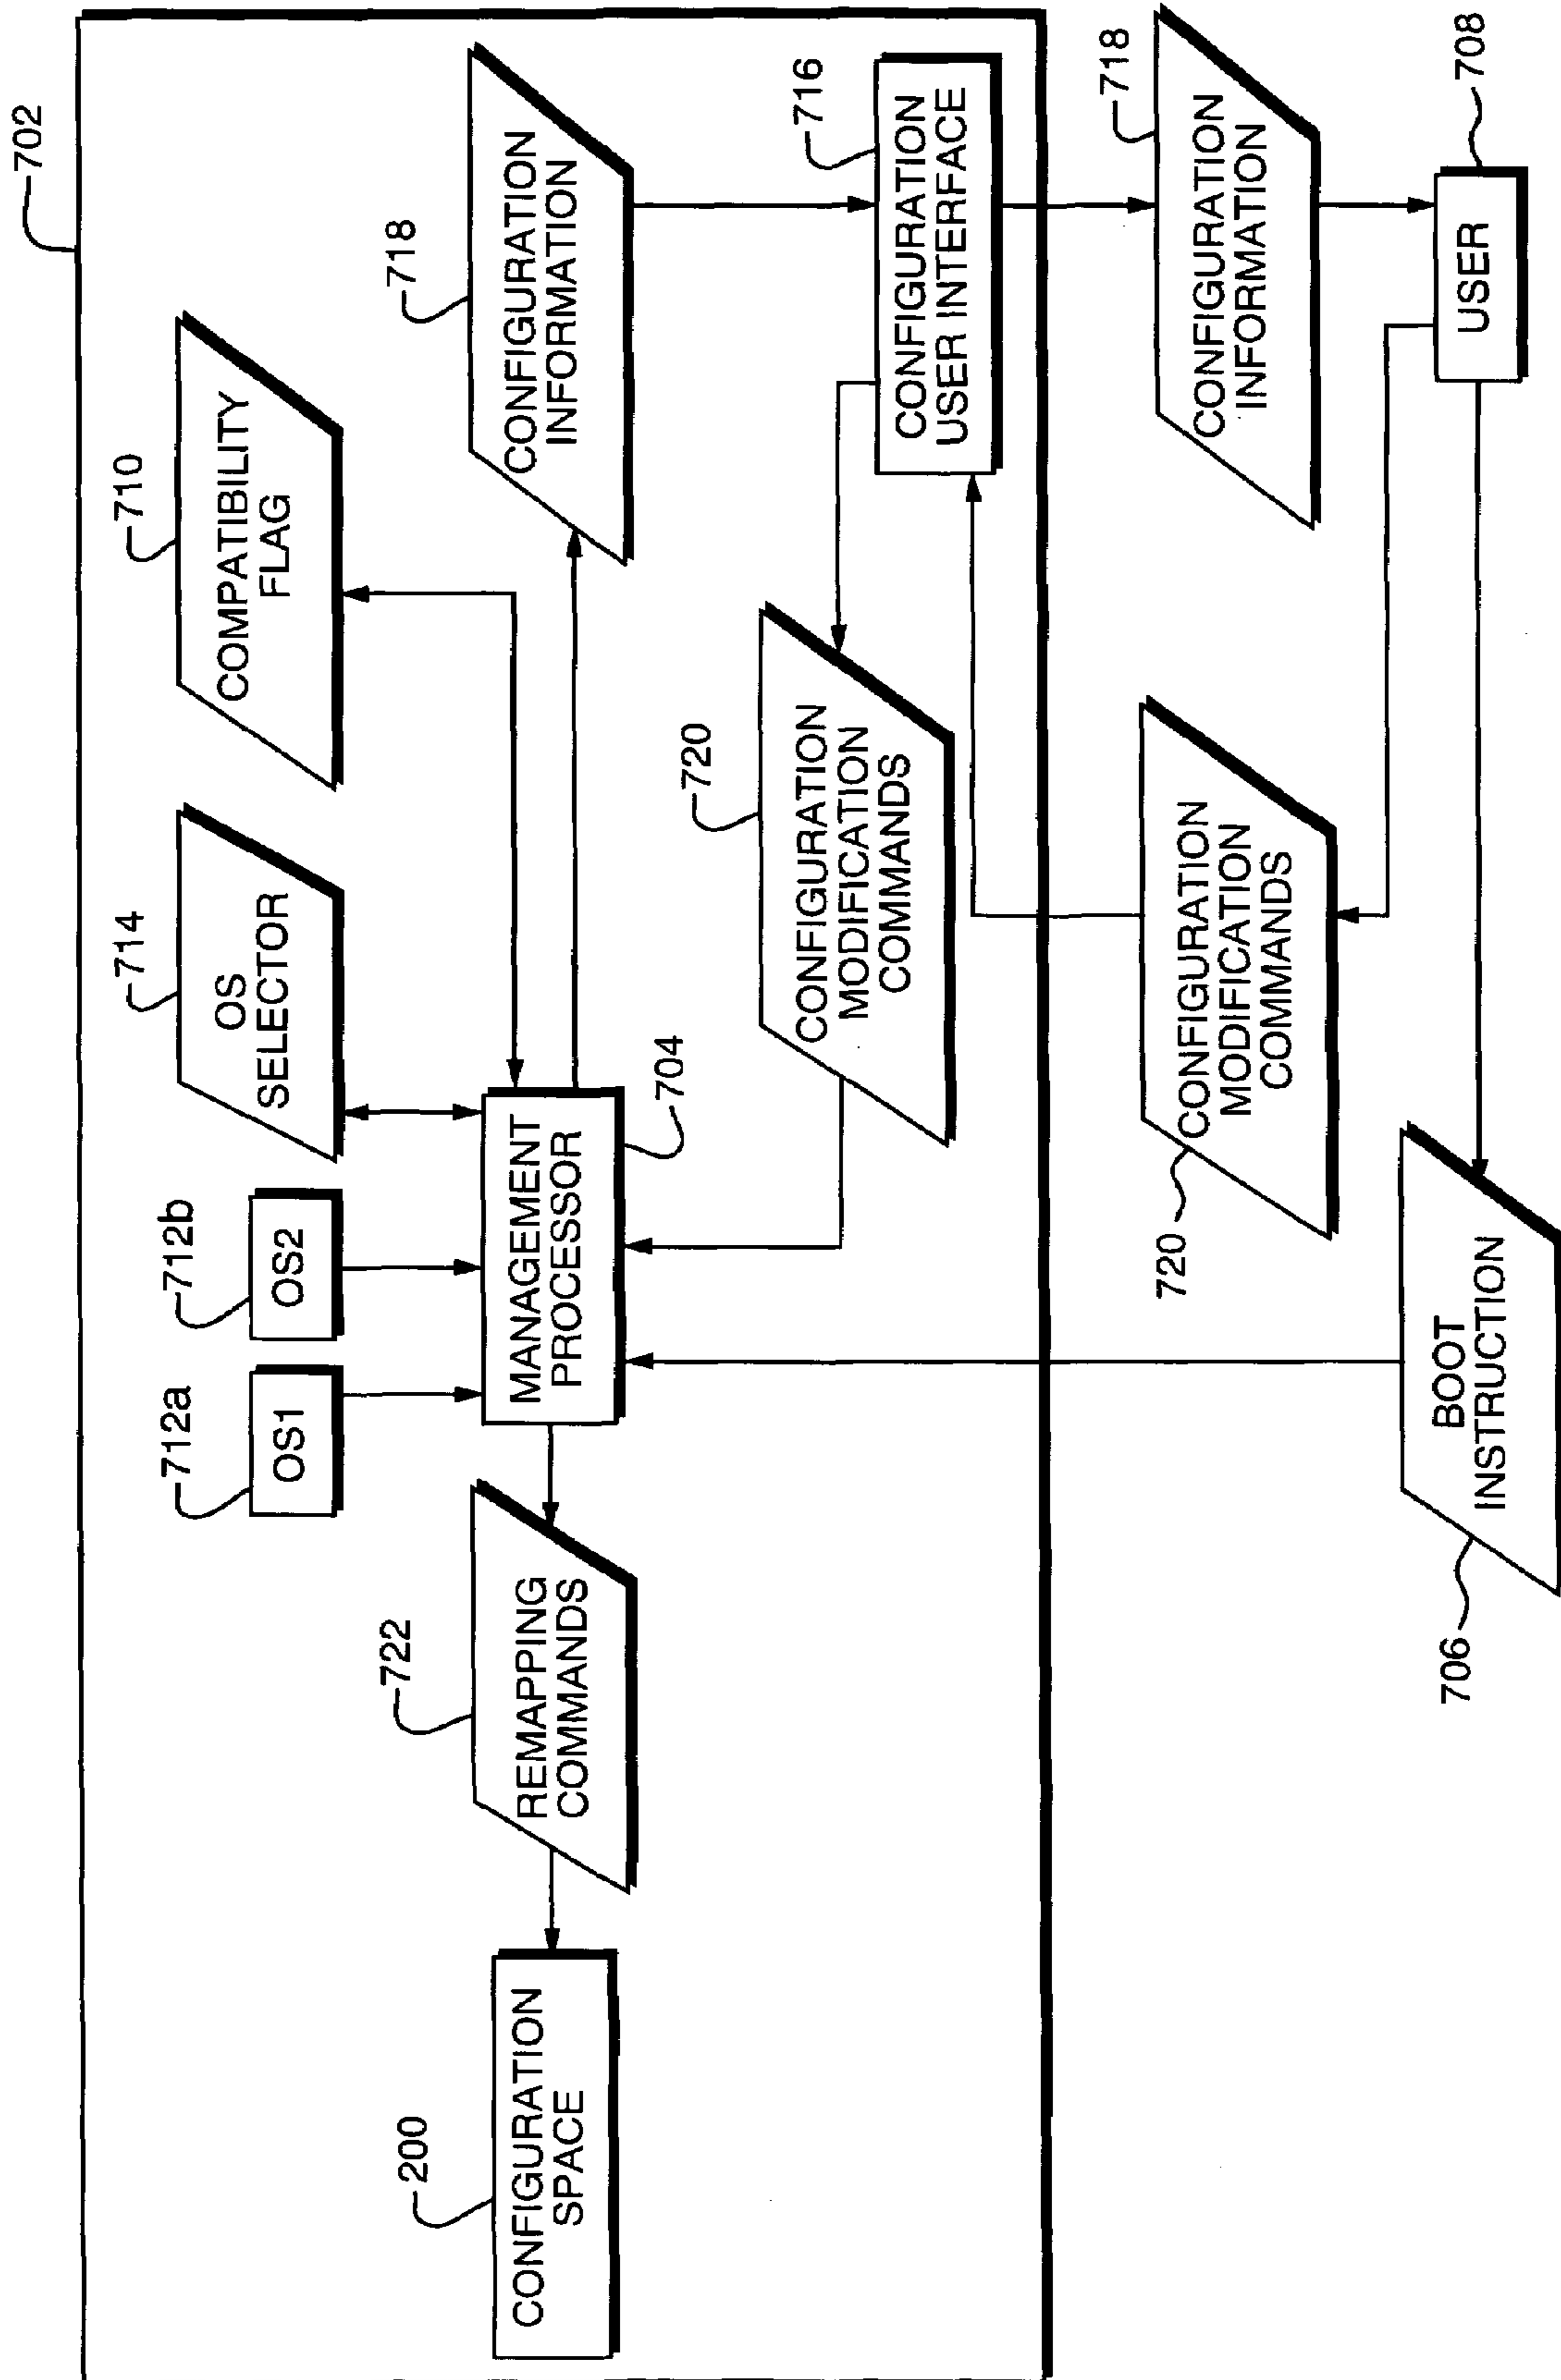 702
712a
OS1
712b
OS2
714
OS
SELECTOR
710
COMPATIBILITY
FLAG
200
CONFIGURATION
SPACE
722
REMAPPING
COMMANDS
MANAGEMENT
PROCESSOR
704
718
CONFIGURATION
INFORMATION
720
CONFIGURATION
MODIFICATION
COMMANDS
716
CONFIGURATION
USER INTERFACE
720
CONFIGURATION
MODIFICATION
COMMANDS
718
CONFIGURATION
INFORMATION
706
BOOT
INSTRUCTION
USER
708